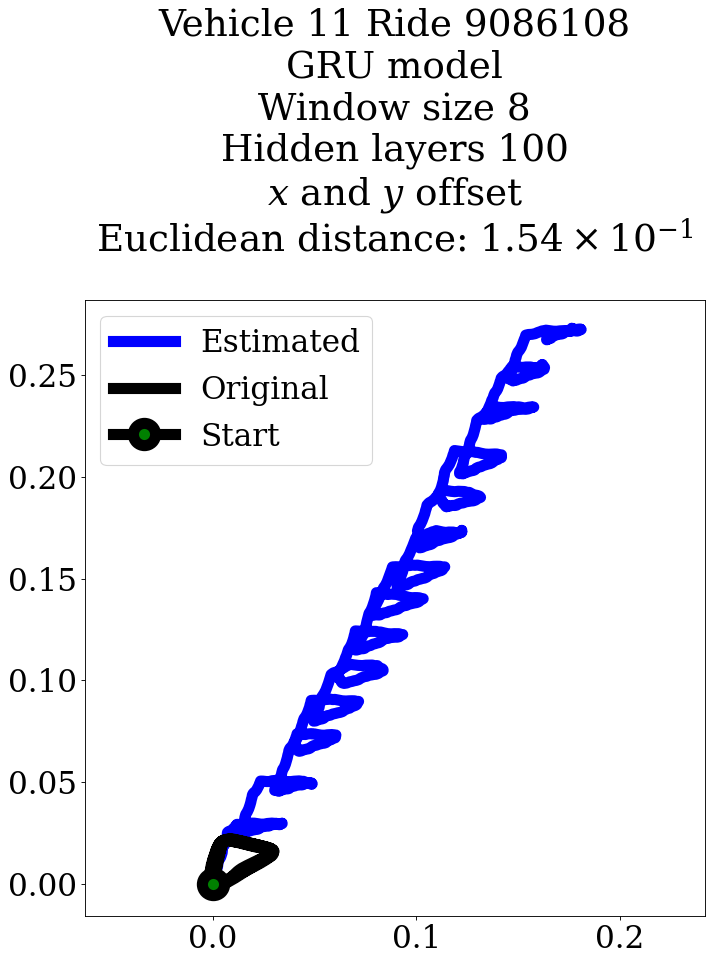 Vehicle 11 Ride 9086108
GRU model
Window size 8
Hidden layers 100
x and y offset
Euclidean distance: 1.54 × 10⁻¹
Estimated
Original
Start
0.25
0.20
0.15
0.10
0.05
0.00
0.0 0.1 0.2